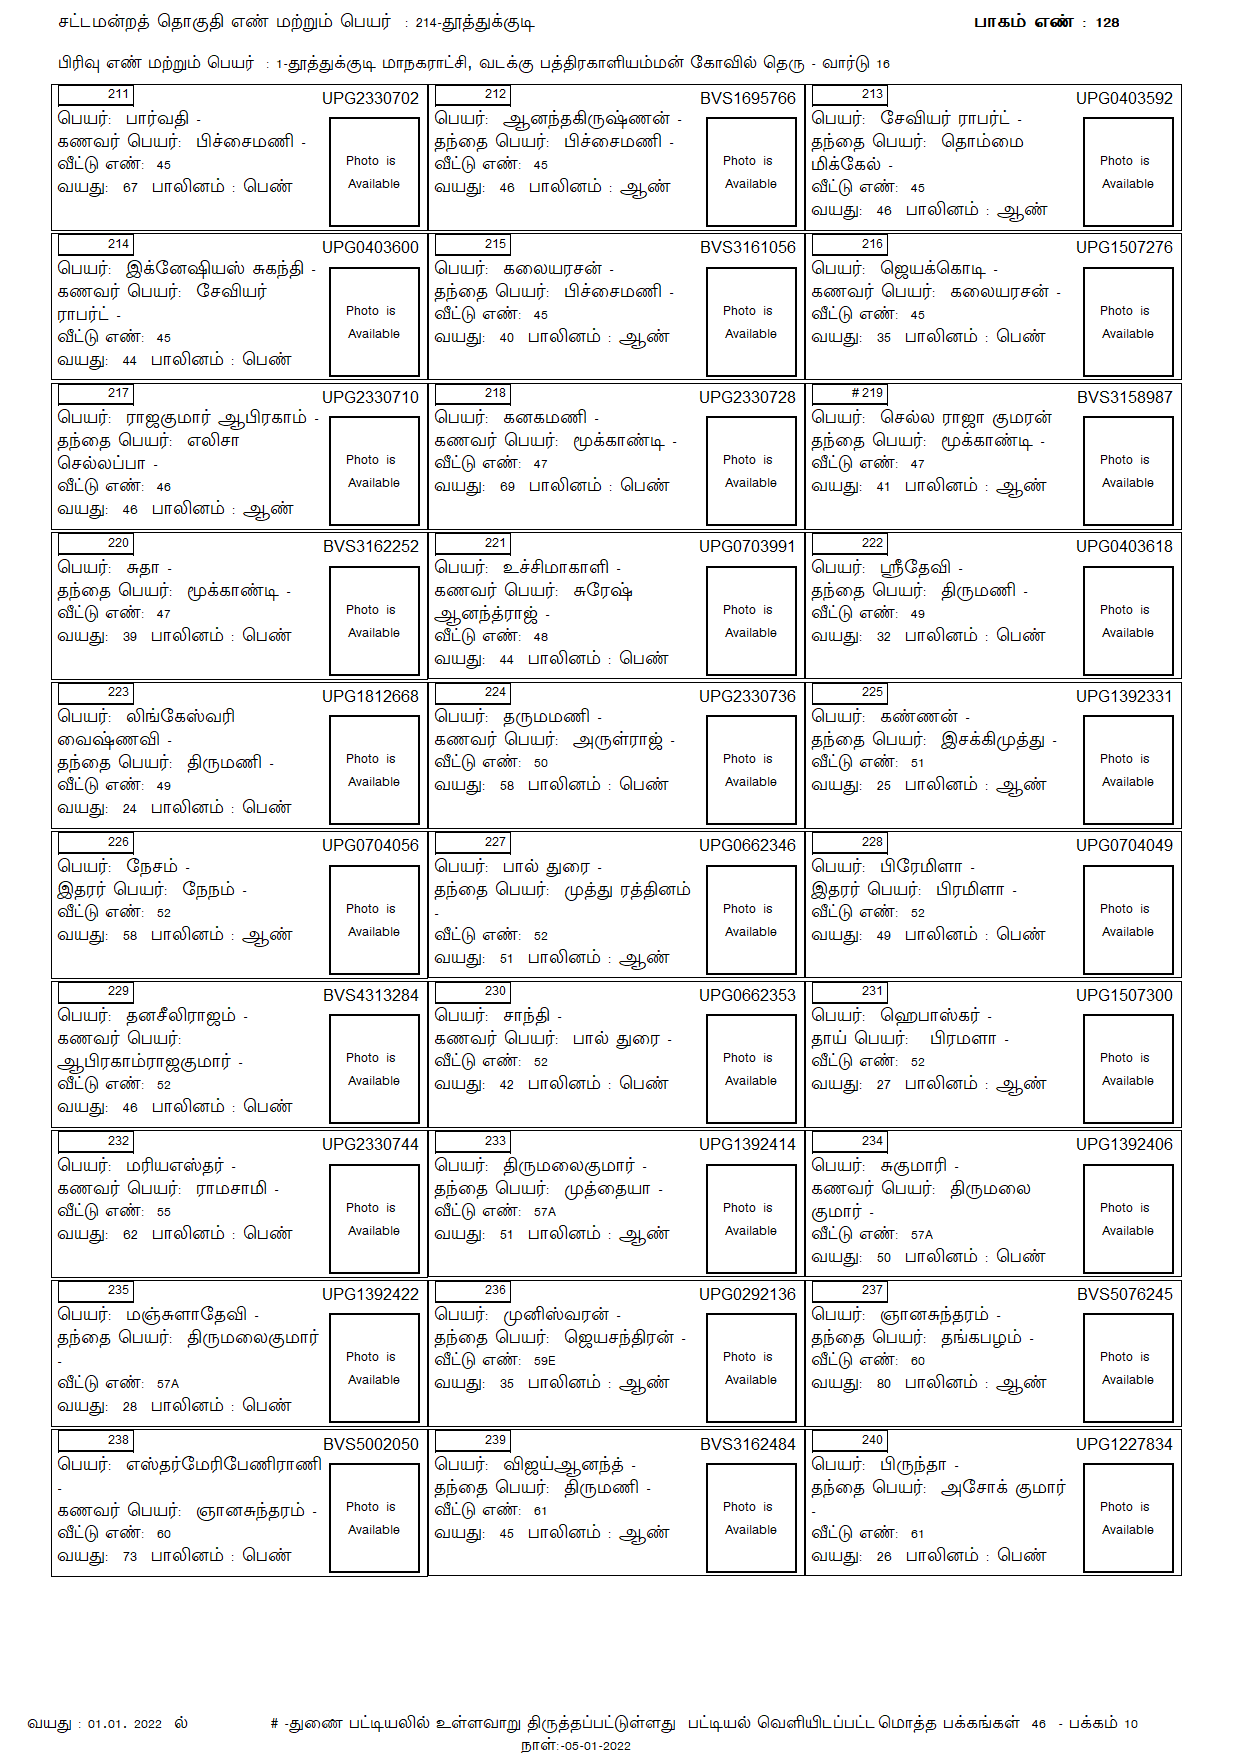 சட்டமன்றத் தொகுதி எண் மற்றும் பெயர் : 214-தூத்துக்குடி பாகம் எண் : 128
பிரிவு எண் மற்றும் பெயர் : 1-தூத்துக்குடி மாநகராட்சி, வடக்கு பத்திரகாளியம்மன் கோவில் தெரு - வார்டு 16
211 UPG2330702
பெயர்: பார்வதி -
கணவர் பெயர்: பிச்சைமணி -
வீட்டு எண்: 45
வயது: 67 பாலினம் : பெண்
Photo is
Available
212 BVS1695766
பெயர்: ஆனந்தகிருஷ்ணன் -
தந்தை பெயர்: பிச்சைமணி -
வீட்டு எண்: 45
வயது: 46 பாலினம் : ஆண்
Photo is
Available
213 UPG0403592
பெயர்: சேவியர் ராபர்ட் -
தந்தை பெயர்: தொம்மை
மிக்கேல் -
வீட்டு எண்: 45
வயது: 46 பாலினம் : ஆண்
Photo is
Available
214 UPG0403600
பெயர்: இக்னேஷியஸ் சுகந்தி -
கணவர் பெயர்: சேவியர்
ராபர்ட் -
வீட்டு எண்: 45
வயது: 44 பாலினம் : பெண்
Photo is
Available
215 BVS3161056
பெயர்: கலையரசன் -
தந்தை பெயர்: பிச்சைமணி -
வீட்டு எண்: 45
வயது: 40 பாலினம் : ஆண்
Photo is
Available
216 UPG1507276
பெயர்: ஜெயக்கொடி -
கணவர் பெயர்: கலையரசன் -
வீட்டு எண்: 45
வயது: 35 பாலினம் : பெண்
Photo is
Available
217 UPG2330710
பெயர்: ராஜகுமார் ஆபிரகாம் -
தந்தை பெயர்: எலிசா
செல்லப்பா -
வீட்டு எண்: 46
வயது: 46 பாலினம் : ஆண்
Photo is
Available
218 UPG2330728
பெயர்: கனகமணி -
கணவர் பெயர்: மூக்காண்டி -
வீட்டு எண்: 47
வயது: 69 பாலினம் : பெண்
Photo is
Available
# 219 BVS3158987
பெயர்: செல்ல ராஜா குமரன்
தந்தை பெயர்: மூக்காண்டி -
வீட்டு எண்: 47
வயது: 41 பாலினம் : ஆண்
Photo is
Available
220 BVS3162252
பெயர்: சுதா -
தந்தை பெயர்: மூக்காண்டி -
வீட்டு எண்: 47
வயது: 39 பாலினம் : பெண்
Photo is
Available
221 UPG0703991
பெயர்: உச்சிமாகாளி -
கணவர் பெயர்: சுரேஷ்
ஆனந்த்ராஜ் -
வீட்டு எண்: 48
வயது: 44 பாலினம் : பெண்
Photo is
Available
222 UPG0403618
பெயர்: ஸ்ரீதேவி -
தந்தை பெயர்: திருமணி -
வீட்டு எண்: 49
வயது: 32 பாலினம் : பெண்
Photo is
Available
223 UPG1812668
பெயர்: லிங்கேஸ்வரி
வைஷ்ணவி -
தந்தை பெயர்: திருமணி -
வீட்டு எண்: 49
வயது: 24 பாலினம் : பெண்
Photo is
Available
224 UPG2330736
பெயர்: தருமமணி -
கணவர் பெயர்: அருள்ராஜ் -
வீட்டு எண்: 50
வயது: 58 பாலினம் : பெண்
Photo is
Available
225 UPG1392331
பெயர்: கண்ணன் -
தந்தை பெயர்: இசக்கிமுத்து -
வீட்டு எண்: 51
வயது: 25 பாலினம் : ஆண்
Photo is
Available
226 UPG0704056
பெயர்: நேசம் -
இதரர் பெயர்: நேநம் -
வீட்டு எண்: 52
வயது: 58 பாலினம் : ஆண்
Photo is
Available
227 UPG0662346
பெயர்: பால் துரை -
தந்தை பெயர்: முத்து ரத்தினம்
-
வீட்டு எண்: 52
வயது: 51 பாலினம் : ஆண்
Photo is
Available
228 UPG0704049
பெயர்: பிரேமிளா -
இதரர் பெயர்: பிரமிளா -
வீட்டு எண்: 52
வயது: 49 பாலினம் : பெண்
Photo is
Available
229 BVS4313284
பெயர்: தனசீலிராஜம் -
கணவர் பெயர்:
ஆபிரகாம்ராஜகுமார் -
வீட்டு எண்: 52
வயது: 46 பாலினம் : பெண்
Photo is
Available
230 UPG0662353
பெயர்: சாந்தி -
கணவர் பெயர்: பால் துரை -
வீட்டு எண்: 52
வயது: 42 பாலினம் : பெண்
Photo is
Available
231 UPG1507300
பெயர்: ஹெபாஸ்கர் -
தாய் பெயர்: பிரமளா -
வீட்டு எண்: 52
வயது: 27 பாலினம் : ஆண்
Photo is
Available
232 UPG2330744
பெயர்: மரியஎஸ்தர் -
கணவர் பெயர்: ராமசாமி -
வீட்டு எண்: 55
வயது: 62 பாலினம் : பெண்
Photo is
Available
233 UPG1392414
பெயர்: திருமலைகுமார் -
தந்தை பெயர்: முத்தையா -
வீட்டு எண்: 57A
வயது: 51 பாலினம் : ஆண்
Photo is
Available
234 UPG1392406
பெயர்: சுகுமாரி -
கணவர் பெயர்: திருமலை
குமார் -
வீட்டு எண்: 57A
வயது: 50 பாலினம் : பெண்
Photo is
Available
235 UPG1392422
பெயர்: மஞ்சுளாதேவி -
தந்தை பெயர்: திருமலைகுமார்
-
வீட்டு எண்: 57A
வயது: 28 பாலினம் : பெண்
Photo is
Available
236 UPG0292136
பெயர்: முனிஸ்வரன் -
தந்தை பெயர்: ஜெயசந்திரன் -
வீட்டு எண்: 59E
வயது: 35 பாலினம் : ஆண்
Photo is
Available
237 BVS5076245
பெயர்: ஞானசுந்தரம் -
தந்தை பெயர்: தங்கபழம் -
வீட்டு எண்: 60
வயது: 80 பாலினம் : ஆண்
Photo is
Available
238 BVS5002050
பெயர்: எஸ்தர்மேரிபேணிராணி
-
கணவர் பெயர்: ஞானசுந்தரம் -
வீட்டு எண்: 60
வயது: 73 பாலினம் : பெண்
Photo is
Available
239 BVS3162484
பெயர்: விஜய்ஆனந்த் -
தந்தை பெயர்: திருமணி -
வீட்டு எண்: 61
வயது: 45 பாலினம் : ஆண்
Photo is
Available
240 UPG1227834
பெயர்: பிருந்தா -
தந்தை பெயர்: அசோக் குமார்
-
வீட்டு எண்: 61
வயது: 26 பாலினம் : பெண்
Photo is
Available
வயது : 01.01. 2022 ல் # -துணை பட்டியலில் உள்ளவாறு திருத்தப்பட்டுள்ளது பட்டியல் வெளியிடப்பட்ட மொத்த பக்கங்கள் 46 - பக்கம் 10
நாள்:-05-01-2022